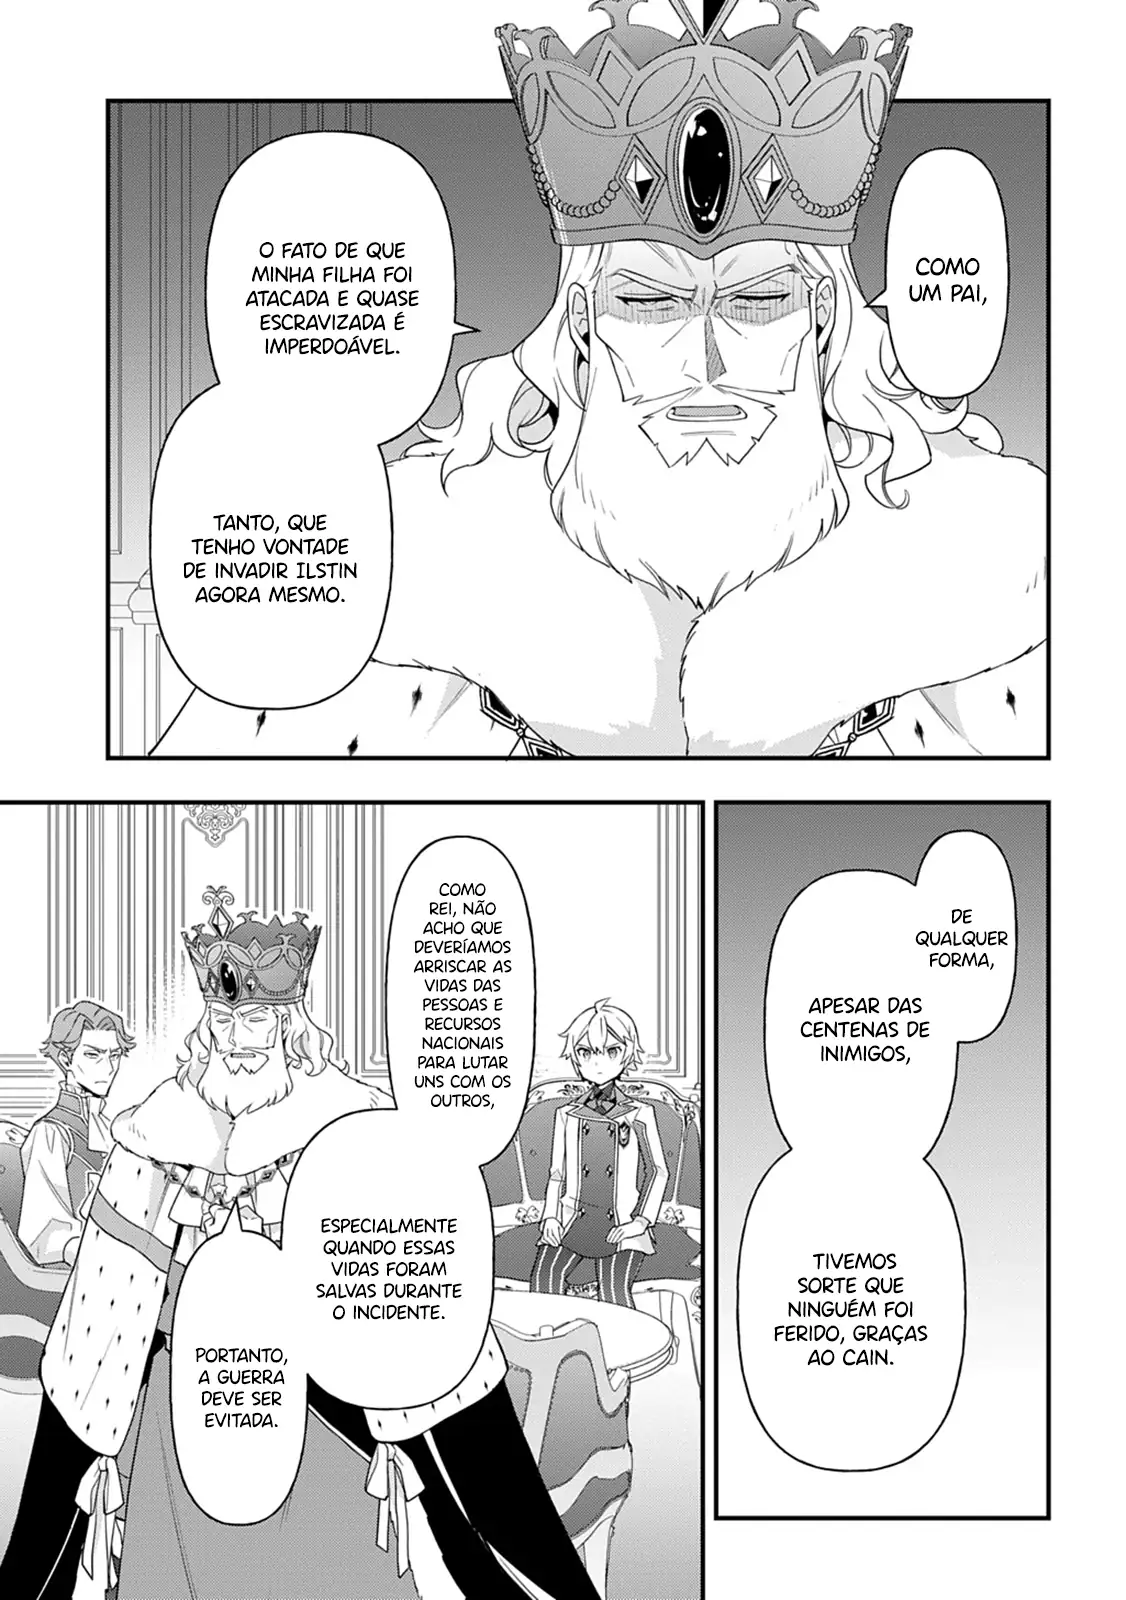 COMO
UM PAI,
O FATO DE QUE
MINHA FILHA FOI
ATACADA E QUASE
ESCRAVIZADA É
IMPERDOÁVEL.
TANTO, QUE
TENHO VONTADE
DE INVADIR ILSTIN
AGORA MESMO.
DE
QUALQUER
FORMA,
APESAR DAS
CENTENAS DE
INIMIGOS,
TIVEMOS
SORTE QUE
NINGUÉM FOI
FERIDO, GRAÇAS
AO CAIN.
COMO
REI, NÃO
ACHO QUE
DEVERÍAMOS
ARRISCAR AS
VIDAS DAS
PESSOAS E
RECURSOS
NACIONAIS
PARA LUTAR
UNS COM OS
OUTROS,
ESPECIALMENTE
QUANDO ESSAS
VIDAS FORAM
SALVAS DURANTE
O INCIDENTE.
PORTANTO,
A GUERRA
DEVE SER
EVITADA.